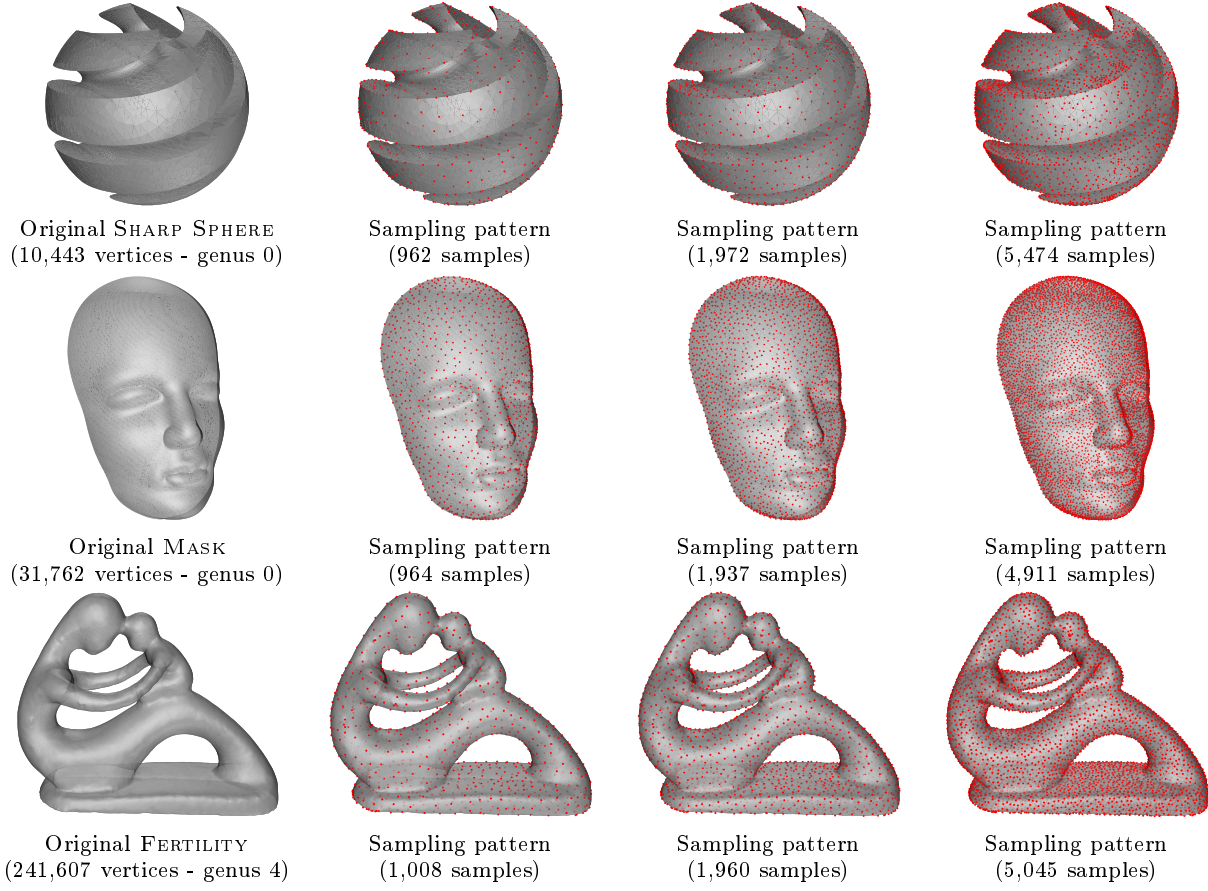 Original SHARP SPHERE
(10,443 vertices - genus 0)
Sampling pattern
(962 samples)
Sampling pattern
(1,972 samples)
Sampling pattern
(5,474 samples)
Original MASK
(31,762 vertices - genus 0)
Sampling pattern
(964 samples)
Sampling pattern
(1,937 samples)
Sampling pattern
(4,911 samples)
Original FERTILITY
(241,607 vertices - genus 4)
Sampling pattern
(1,008 samples)
Sampling pattern
(1,960 samples)
Sampling pattern
(5,045 samples)